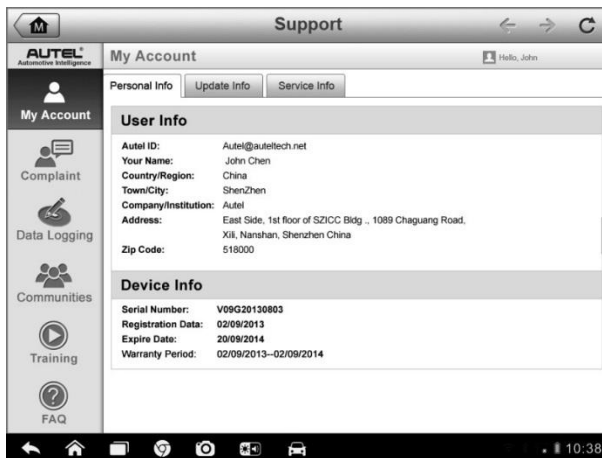 M
Support
AUTEL®
Automotive Intelligence
My Account
Hello, John
Personal Info
Update Info
Service Info
My Account
Complaint
Data Logging
Communities
Training
FAQ
User Info
Autel ID: Autel@auteltech.net
Your Name: John Chen
Country/Region: China
Town/City: ShenZhen
Company/Institution: Autel
Address: East Side, 1st floor of SZICC Bldg ., 1089 Chaguang Road,
Xili, Nanshan, Shenzhen China
Zip Code: 518000
Device Info
Serial Number: V09G20130803
Registration Data: 02/09/2013
Expire Date: 20/09/2014
Warranty Period: 02/09/2013--02/09/2014
10:38